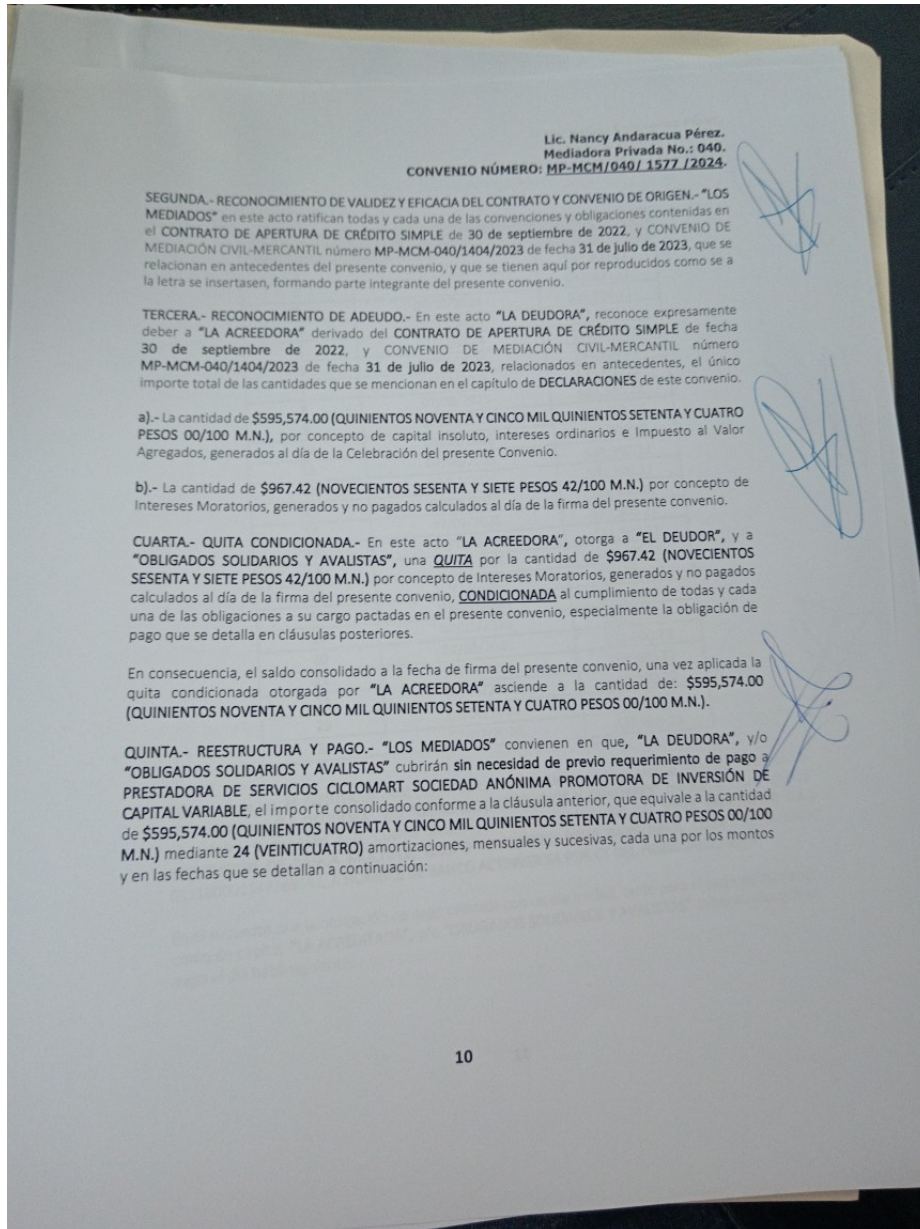 Lic. Nancy Andaracua Pérez.
Mediadora Privada No.: 040.
CONVENIO NÚMERO: MP-MCM/040/ 1577 /2024.
SEGUNDA.- RECONOCIMIENTO DE VALIDEZ Y EFICACIA DEL CONTRATO Y CONVENIO DE ORIGEN.- "LOS
MEDIADOS" en este acto ratifican todas y cada una de las convenciones y obligaciones contenidas en
el CONTRATO DE APERTURA DE CRÉDITO SIMPLE de 30 de septiembre de 2022, y CONVENIO DE
MEDIACIÓN CIVIL-MERCANTIL número MP-MCM-040/1404/2023 de fecha 31 de julio de 2023, que se
relacionan en antecedentes del presente convenio, y que se tienen aquí por reproducidos como se a
la letra se insertasen, formando parte integrante del presente convenio.
TERCERA.- RECONOCIMIENTO DE ADEUDO.- En este acto "LA DEUDORA", reconoce expresamente
deber a "LA ACREEDORA" derivado del CONTRATO DE APERTURA DE CRÉDITO SIMPLE de fecha
30 de septiembre de 2022, y CONVENIO DE MEDIACIÓN CIVIL-MERCANTIL número
MP-MCM-040/1404/2023 de fecha 31 de julio de 2023, relacionados en antecedentes, el único
importe total de las cantidades que se mencionan en el capítulo de DECLARACIONES de este convenio.
a).- La cantidad de $595,574.00 (QUINIENTOS NOVENTA Y CINCO MIL QUINIENTOS SETENTA Y CUATRO
PESOS 00/100 M.N.), por concepto de capital insoluto, intereses ordinarios e Impuesto al Valor
Agregados, generados al día de la Celebración del presente Convenio.
b).- La cantidad de $967.42 (NOVECIENTOS SESENTA Y SIETE PESOS 42/100 M.N.) por concepto de
Intereses Moratorios, generados y no pagados calculados al día de la firma del presente convenio.
CUARTA.- QUITA CONDICIONADA.- En este acto "LA ACREEDORA", otorga a "EL DEUDOR", y a
"OBLIGADOS SOLIDARIOS Y AVALISTAS", una QUITA por la cantidad de $967.42 (NOVECIENTOS
SESENTA Y SIETE PESOS 42/100 M.N.) por concepto de Intereses Moratorios, generados y no pagados
calculados al día de la firma del presente convenio, CONDICIONADA al cumplimiento de todas y cada
una de las obligaciones a su cargo pactadas en el presente convenio, especialmente la obligación de
pago que se detalla en cláusulas posteriores.
En consecuencia, el saldo consolidado a la fecha de firma del presente convenio, una vez aplicada la
quita condicionada otorgada por "LA ACREEDORA" asciende a la cantidad de: $595,574.00
(QUINIENTOS NOVENTA Y CINCO MIL QUINIENTOS SETENTA Y CUATRO PESOS 00/100 M.N.).
QUINTA.- REESTRUCTURA Y PAGO.- "LOS MEDIADOS" convienen en que, "LA DEUDORA", y/o
"OBLIGADOS SOLIDARIOS Y AVALISTAS" cubrirán sin necesidad de previo requerimiento de pago a
PRESTADORA DE SERVICIOS CICLOMART SOCIEDAD ANÓNIMA PROMOTORA DE INVERSIÓN DE
CAPITAL VARIABLE, el importe consolidado conforme a la cláusula anterior, que equivale a la cantidad
de $595,574.00 (QUINIENTOS NOVENTA Y CINCO MIL QUINIENTOS SETENTA Y CUATRO PESOS 00/100
M.N.) mediante 24 (VEINTICUATRO) amortizaciones, mensuales y sucesivas, cada una por los montos
y en las fechas que se detallan a continuación:
10